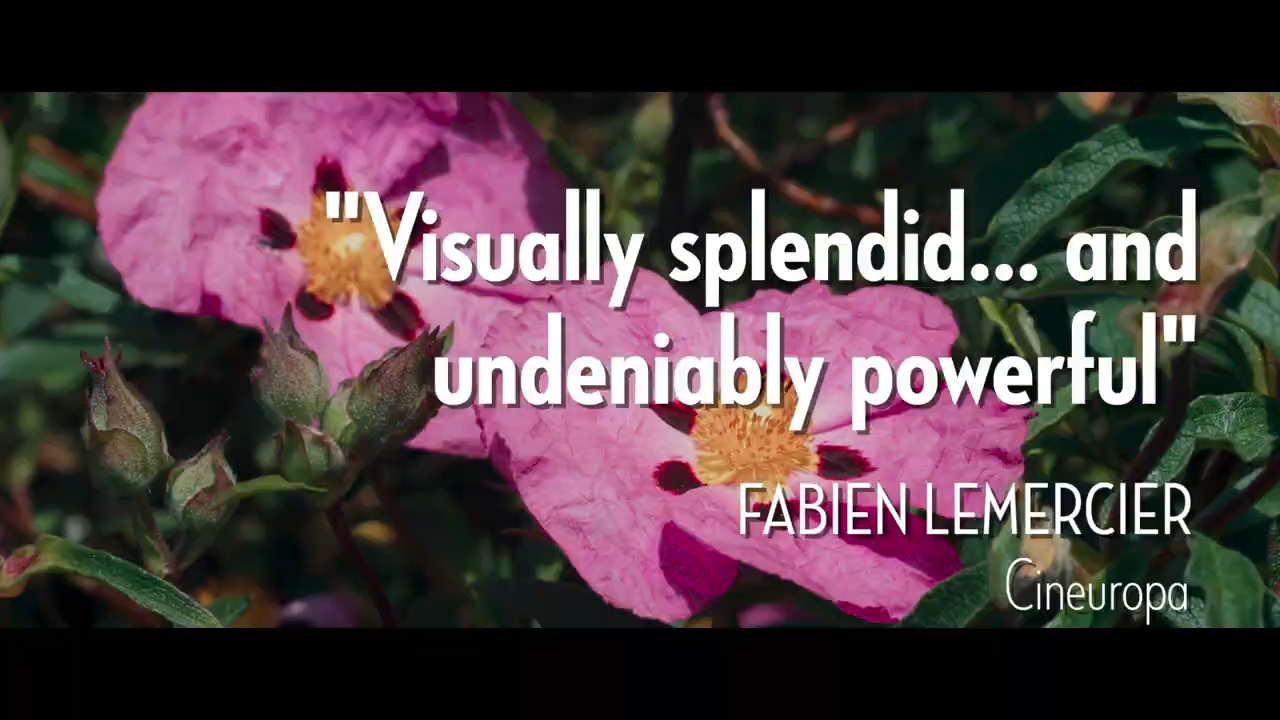 "Visually splendid... and
undeniably powerful"
FABIEN LEMERCIER
Cineuropa